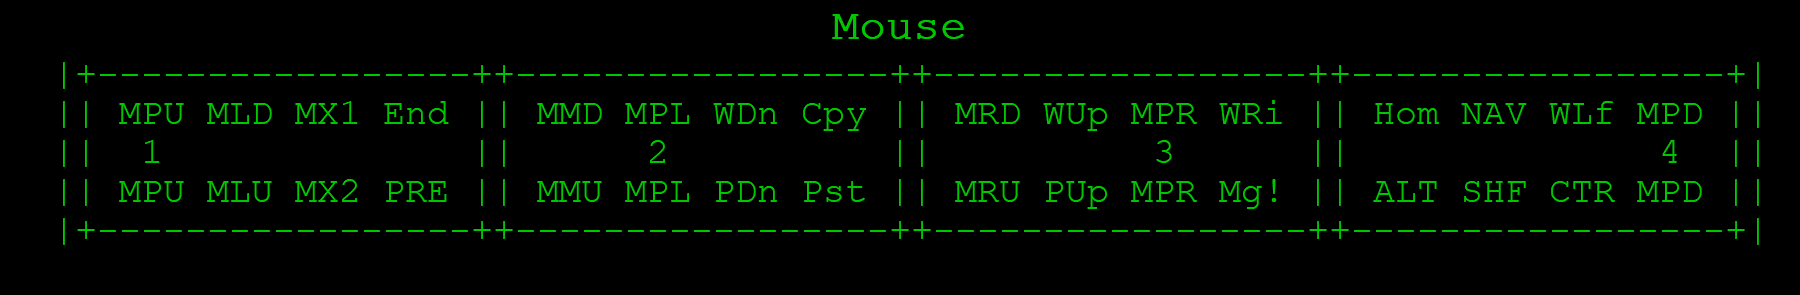 Mouse
|+-----------------++-----------------++-----------------++-----------------+|
|| MPU MLD MX1 End || MMD MPL WDn Cpy || MRD WUp MPR WRi || Hom NAV WLf MPD ||
||  1              ||     2           ||         3       ||             4   ||
|| MPU MLU MX2 PRE || MMU MPL PDn Pst || MRU PUp MPR Mg! || ALT SHF CTR MPD ||
|+-----------------++-----------------++-----------------++-----------------+|